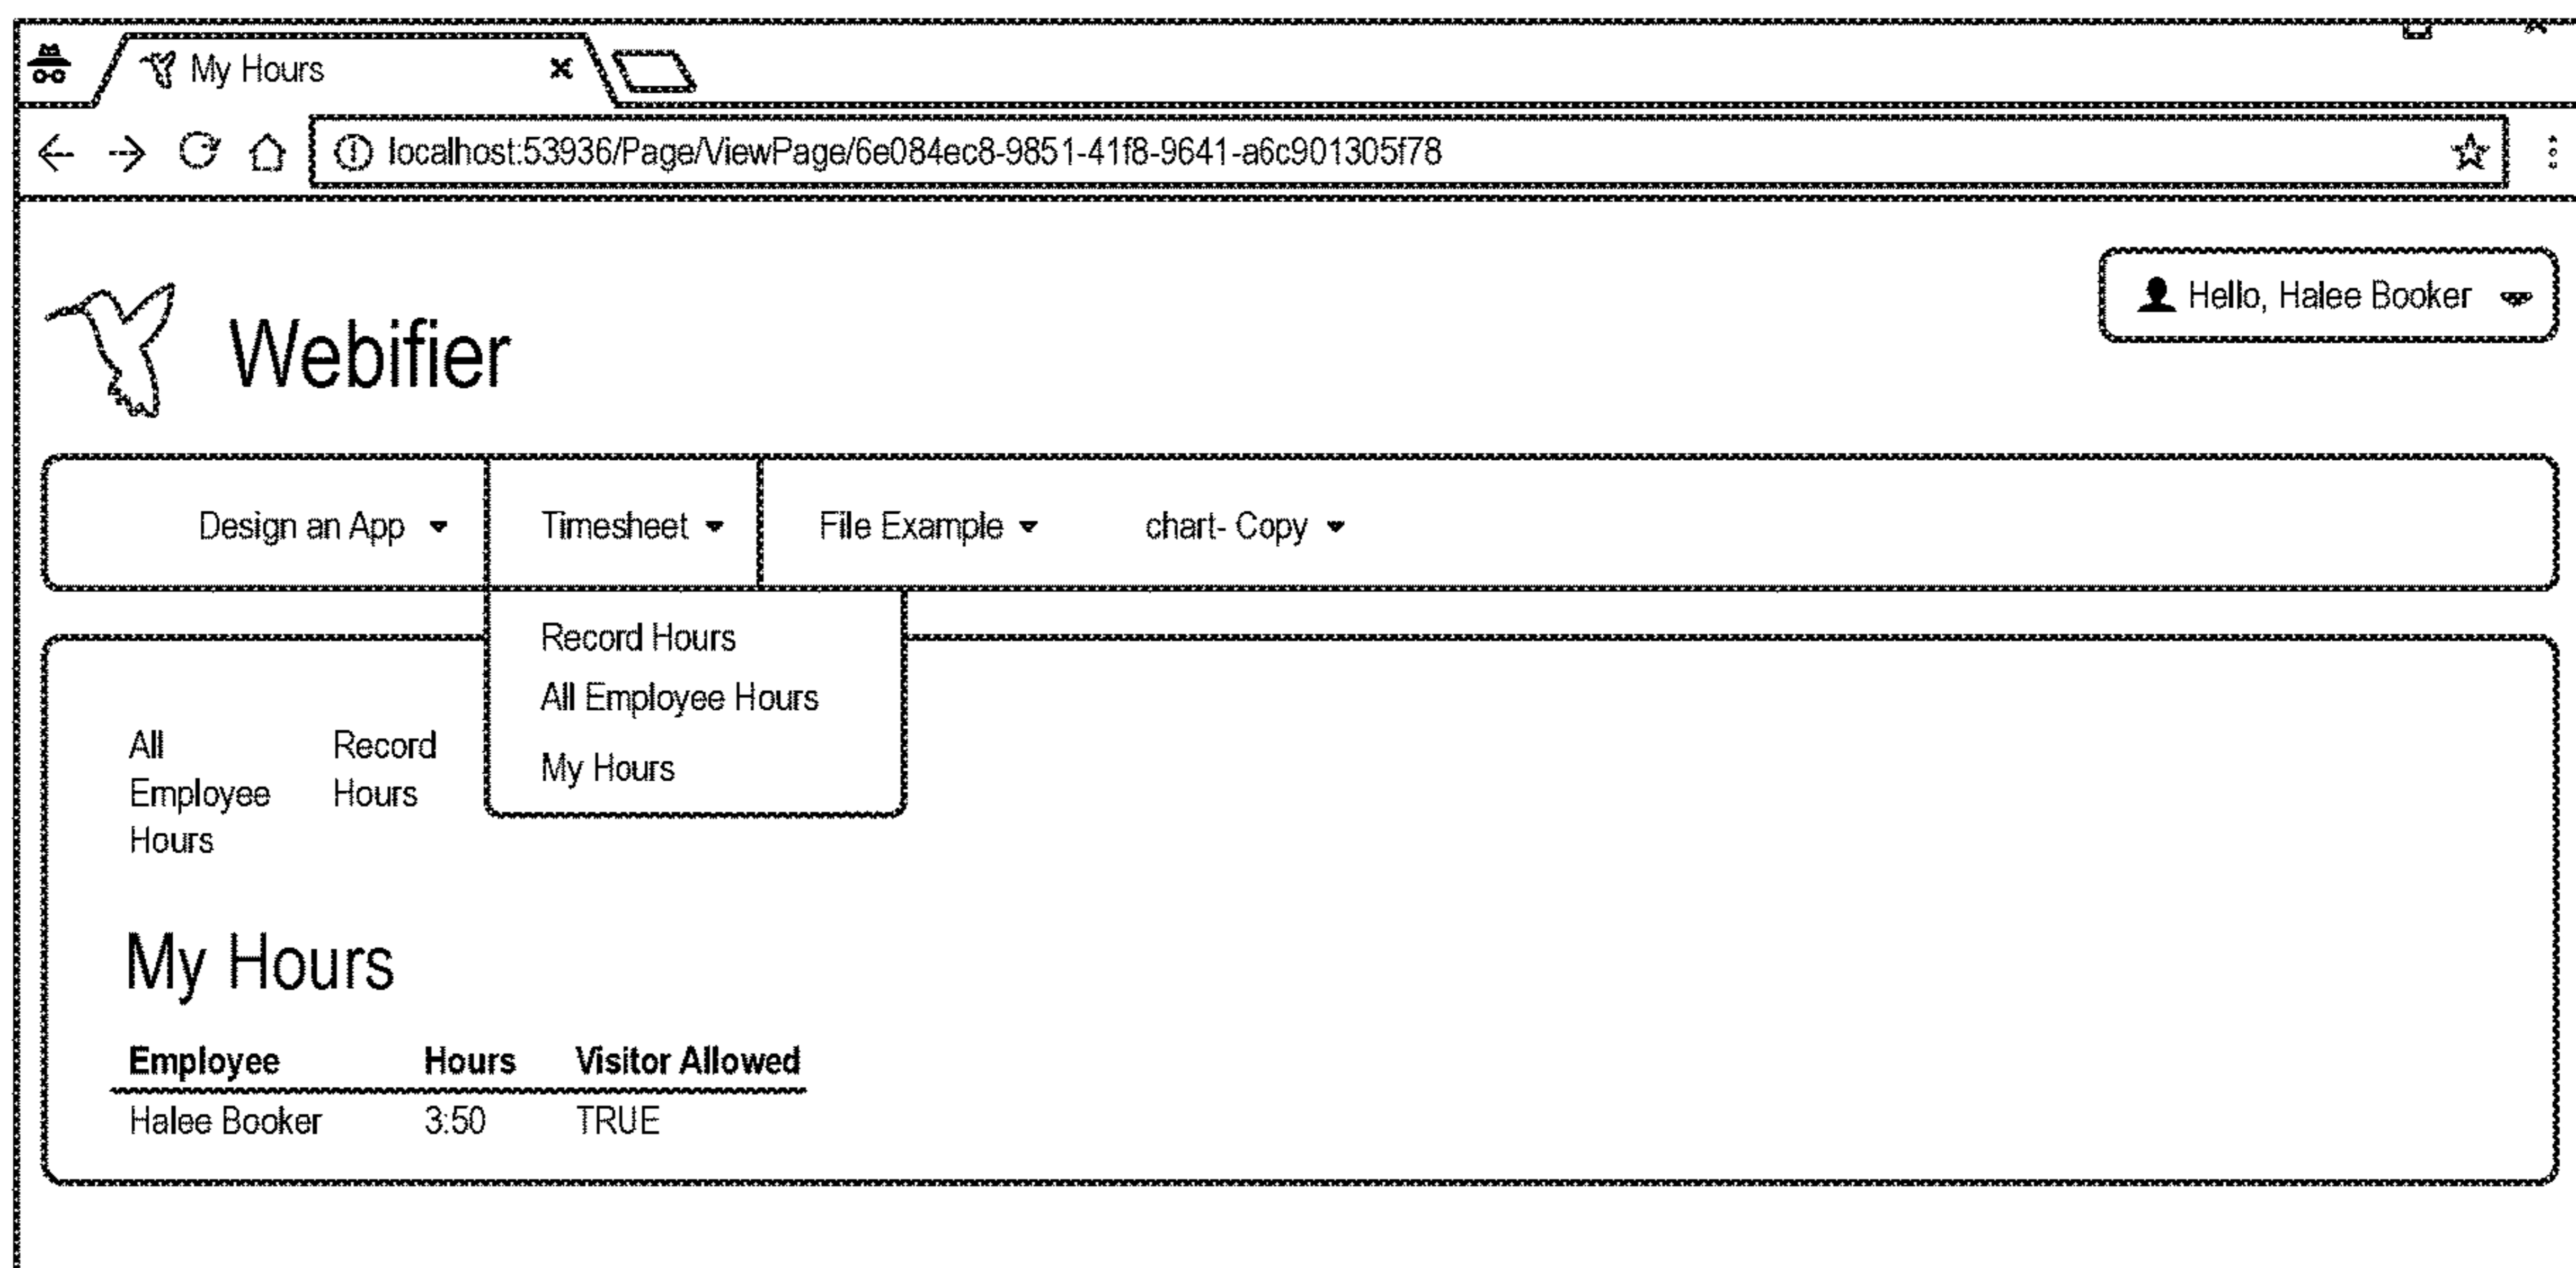 My Hours
localhost:53936/Page/ViewPage/6e084ec8-9851-41f8-9641-a6c901305f78
Hello, Halee Booker
Webifier
Design an App Timesheet File Example chart- Copy
Record Hours
All Employee Hours
My Hours
All
Employee
Hours
Record
Hours
My Hours
Employee Hours Visitor Allowed
Halee Booker 3:50 TRUE